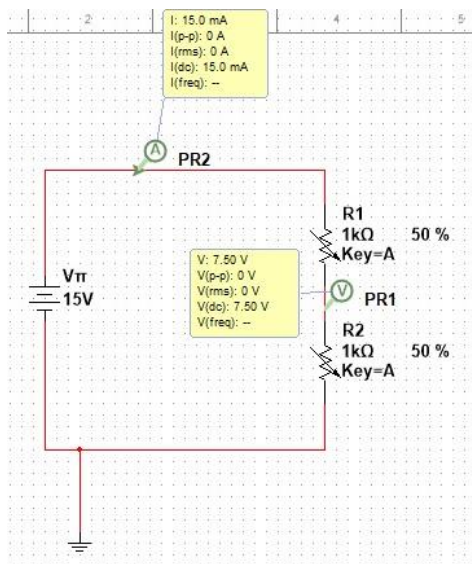 2
4
5
I: 15.0 mA
I(p-p): 0 A
I(rms): 0 A
I(dc): 15.0 mA
I(freq): --
A
PR2
R1
1kΩ 50 %
Key=A
V: 7.50 V
V(p-p): 0 V
V(rms): 0 V
V(dc): 7.50 V
V(freq): --
V
PR1
Vπ
15V
R2
1kΩ 50 %
Key=A